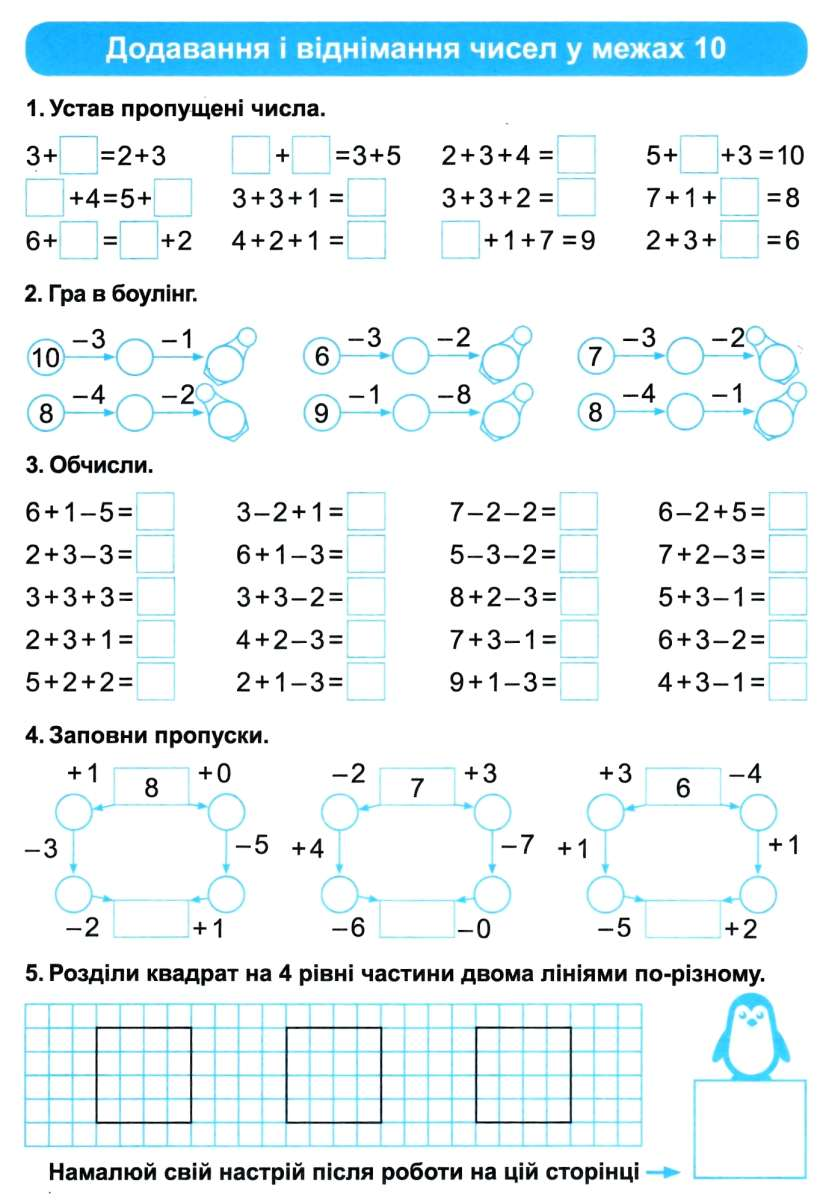 Додавання і віднімання чисел у межах 10
1. Устав пропущені числа.
3+ =2+3 + =3+5 2+3+4 = 5+ +3=10
+4=5+ 3+3+1 = 3+3+2 = 7+1+ =8
6+ = +2 4+2+1 = +1+7=9 2+3+ =6
2. Гра в боулінг.
10 –3 –1 6 –3 –2 7 –3 –2
8 –4 –2 9 –1 –8 8 –4 –1
3. Обчисли.
6+1–5= 3–2+1= 7–2–2= 6–2+5=
2+3–3= 6+1–3= 5–3–2= 7+2–3=
3+3+3= 3+3–2= 8+2–3= 5+3–1=
2+3+1= 4+2–3= 7+3–1= 6+3–2=
5+2+2= 2+1–3= 9+1–3= 4+3–1=
4. Заповни пропуски.
+1 8 +0 –2 7 +3 +3 6 –4
–3 –5 +4 –7 +1 +1
–2 +1 –6 –0 –5 +2
5. Розділи квадрат на 4 рівні частини двома лініями по-різному.
Намалюй свій настрій після роботи на цій сторінці